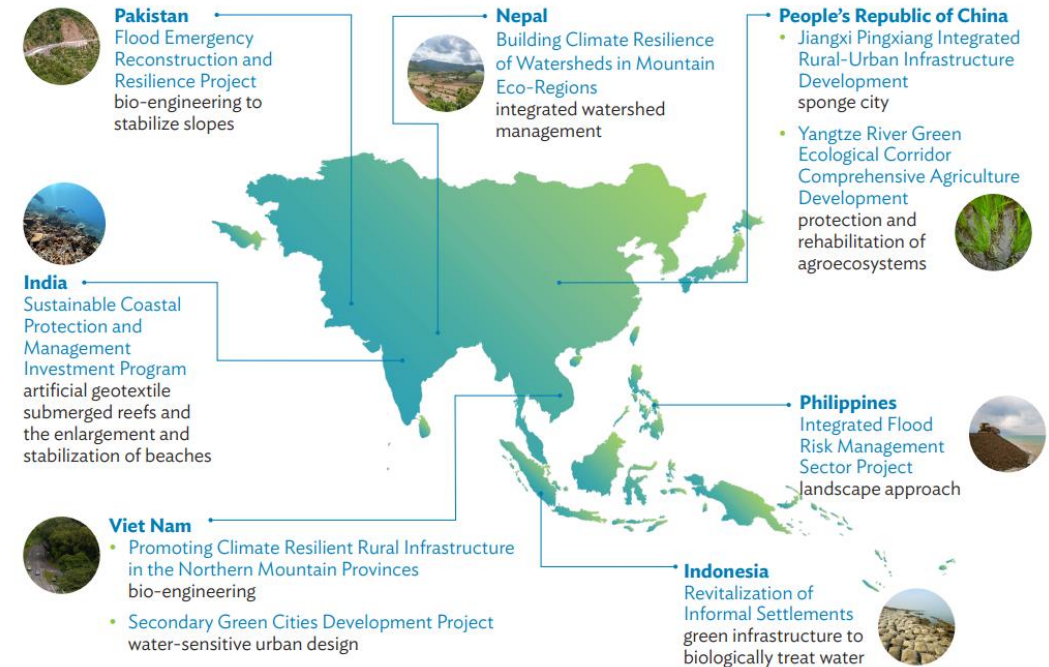 Pakistan
Flood Emergency
Reconstruction and
Resilience Project
bio-engineering to
stabilize slopes
Nepal
Building Climate Resilience
of Watersheds in Mountain
Eco-Regions
integrated watershed
management
People's Republic of China
• Jiangxi Pingxiang Integrated
Rural-Urban Infrastructure
Development
sponge city
• Yangtze River Green
Ecological Corridor
Comprehensive Agriculture
Development
protection and
rehabilitation of
agroecosystems
India
Sustainable Coastal
Protection and
Management
Investment Program
artificial geotextile
submerged reefs and
the enlargement and
stabilization of beaches
Philippines
Integrated Flood
Risk Management
Sector Project
landscape approach
Viet Nam
• Promoting Climate Resilient Rural Infrastructure
in the Northern Mountain Provinces
bio-engineering
• Secondary Green Cities Development Project
water-sensitive urban design
Indonesia
Revitalization of
Informal Settlements
green infrastructure to
biologically treat water